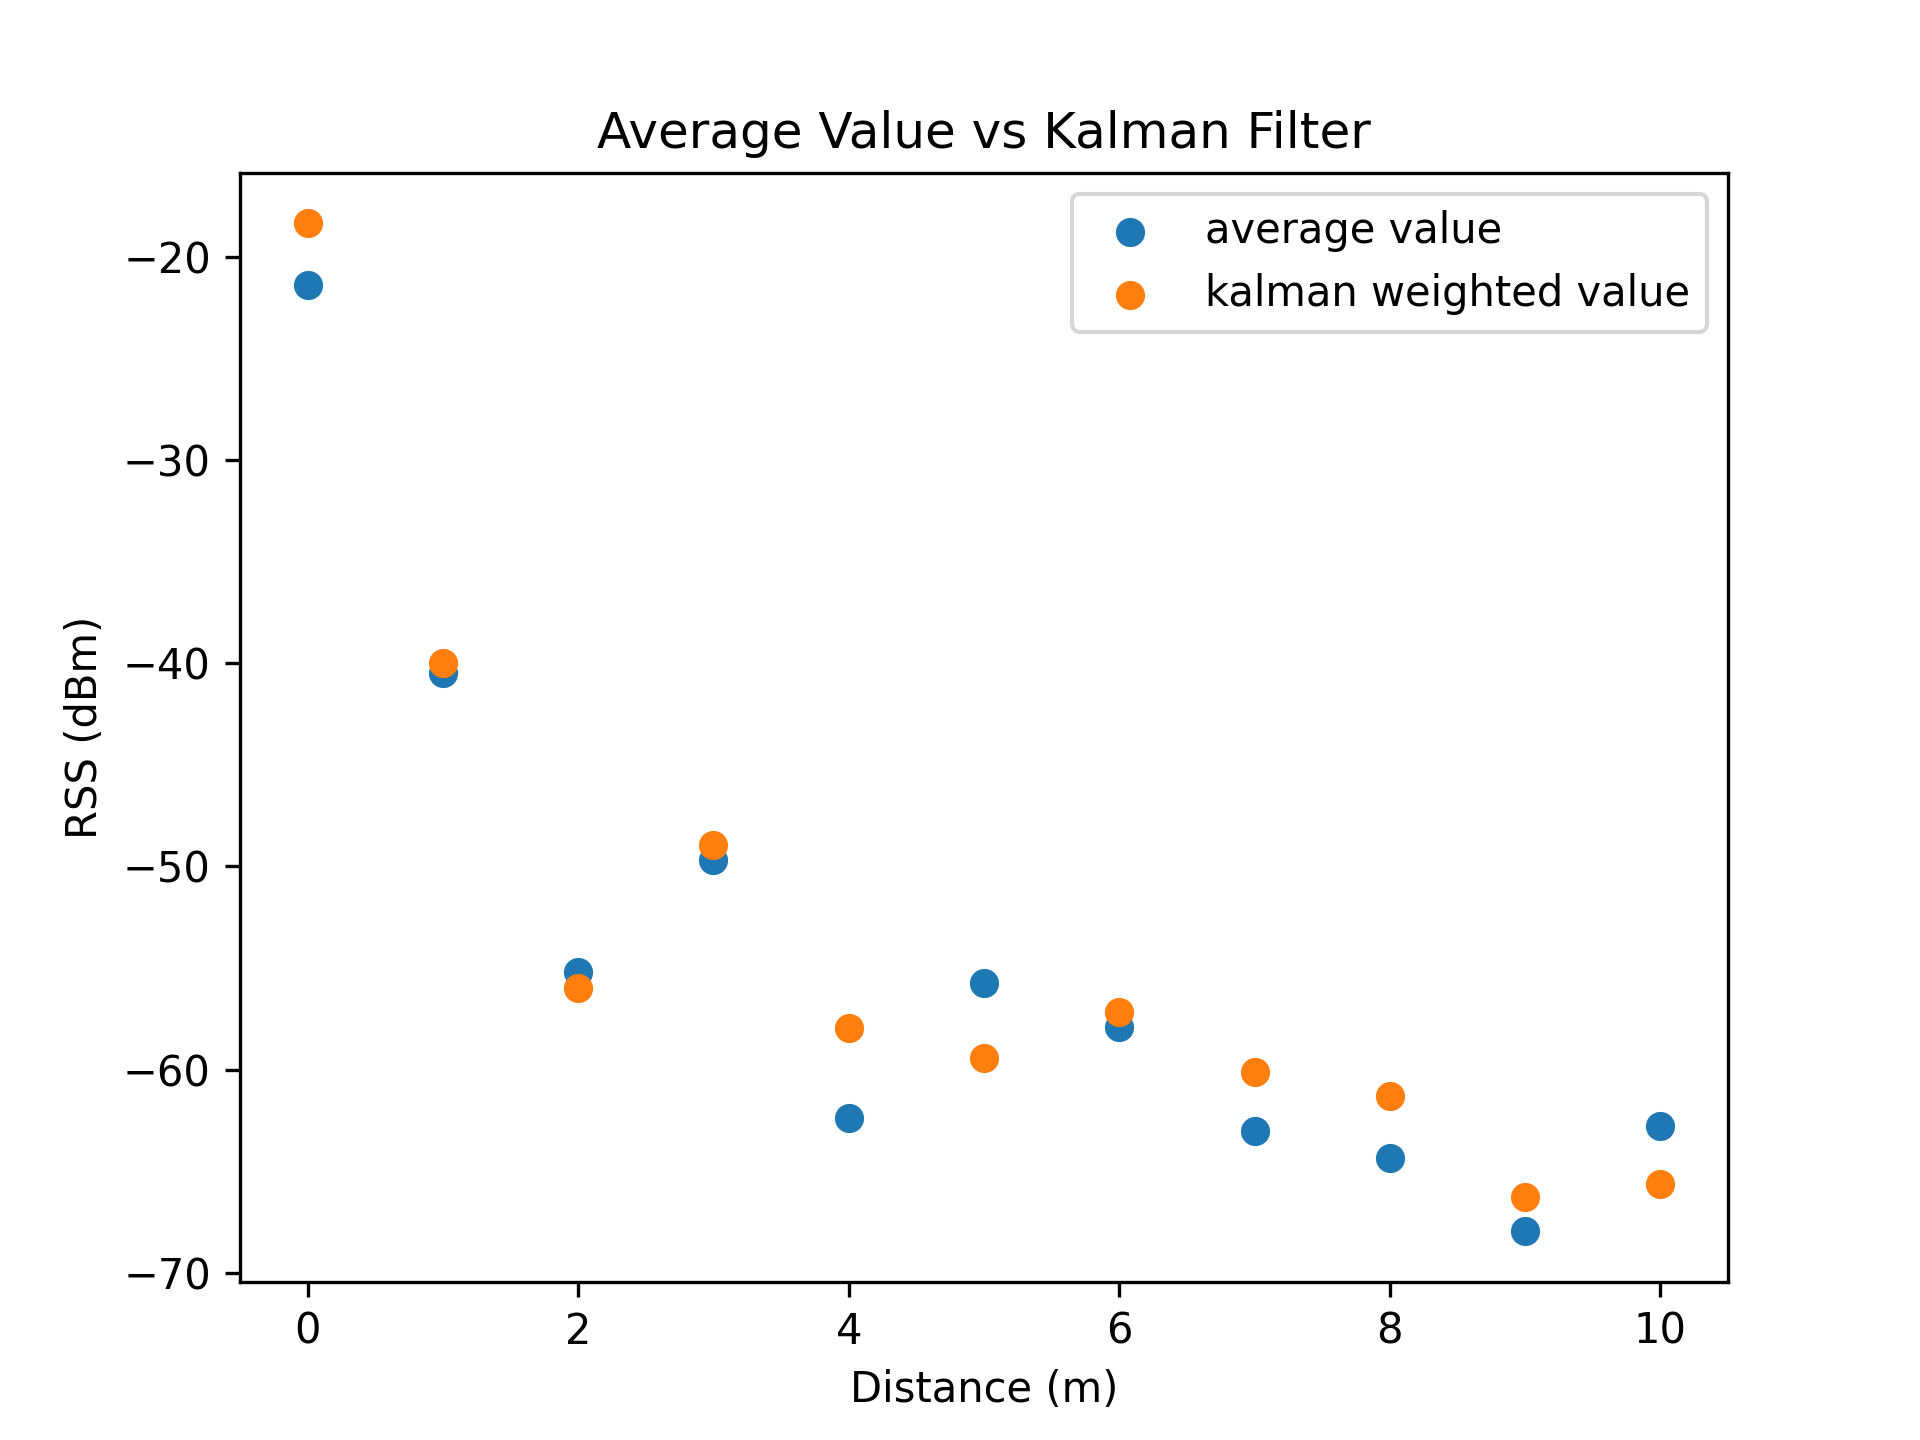 Average Value vs Kalman Filter
average value
kalman weighted value
−20
−30
−40
−50
−60
−70
RSS (dBm)
0 2 4 6 8 10
Distance (m)